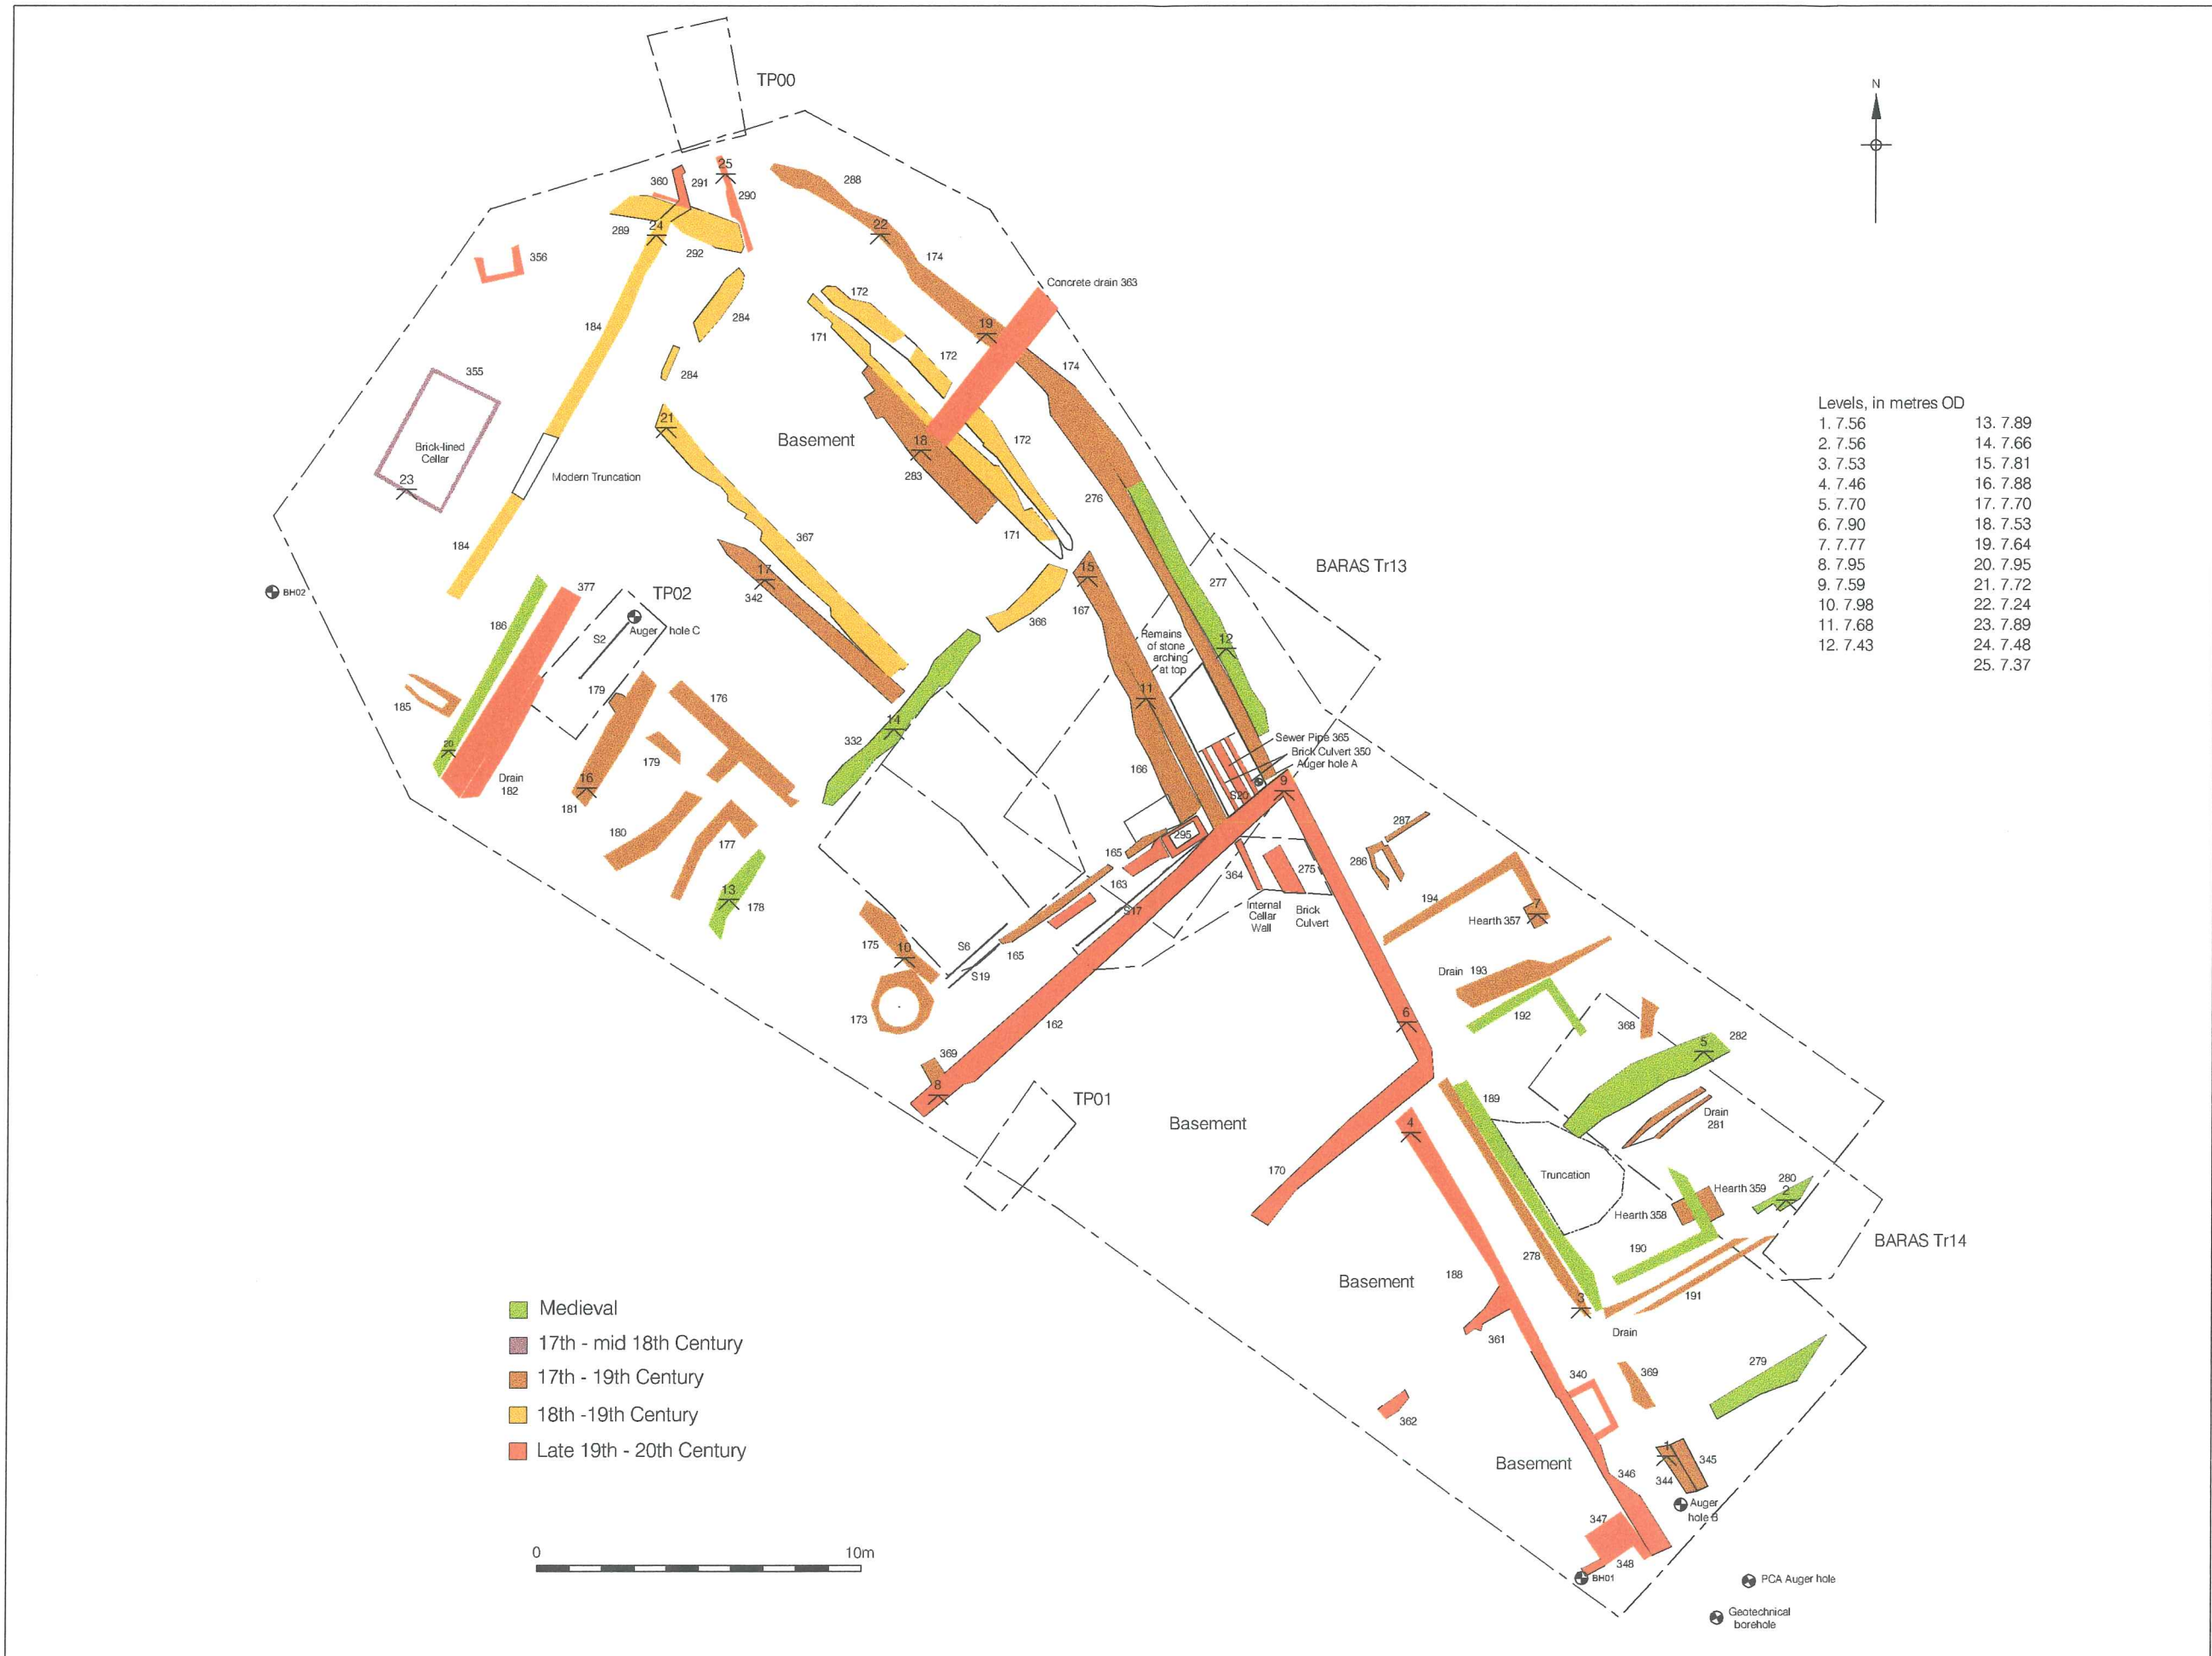 TP00
N
25
360
291
290
288
289
24
292
22
174
356
Concrete drain 363
284
172
19
184
171
172
174
284
355
Levels, in metres OD
1. 7.56
2. 7.56
3. 7.53
4. 7.46
5. 7.70
6. 7.90
7. 7.77
8. 7.95
9. 7.59
10. 7.98
11. 7.68
12. 7.43
13. 7.89
14. 7.66
15. 7.81
16. 7.88
17. 7.70
18. 7.53
19. 7.64
20. 7.95
21. 7.72
22. 7.24
23. 7.89
24. 7.48
25. 7.37
21
Basement
18
172
Brick-lined
Cellar
23
Modern Truncation
283
276
171
184
367
BARAS Tr13
15
277
17
342
167
BH02
377
TP02
186
Auger hole C
S2
366
Remains
of stone
arching
at top
12
185
179
176
11
14
332
20
179
Sewer Pipe 365
Brick Culvert 350
Auger hole A
166
Drain
182
16
181
S20
9
180
177
295
287
165
286
163
364
275
13
178
194
7
Hearth 357
S17
Internal
Cellar
Wall
Brick
Culvert
175
10
S6
165
S19
Drain 193
173
162
6
192
368
5
282
369
8
TP01
Basement
4
189
Drain
281
170
Truncation
280
2
Hearth 359
Hearth 358
190
BARAS Tr14
278
Basement
188
3
191
361
Drain
Medieval
17th - mid 18th Century
17th - 19th Century
18th -19th Century
Late 19th - 20th Century
279
340
369
362
1
345
Basement
346
344
Auger
hole B
347
348
0
10m
BH01
PCA Auger hole
Geotechnical
borehole